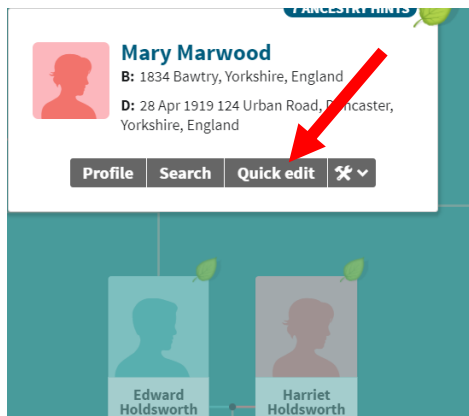 7 ANCESTRY HINTS
Mary Marwood
B: 1834 Bawtry, Yorkshire, England
D: 28 Apr 1919 124 Urban Road, Doncaster,
Yorkshire, England
Profile Search Quick edit
Edward Harriet
Holdsworth Holdsworth